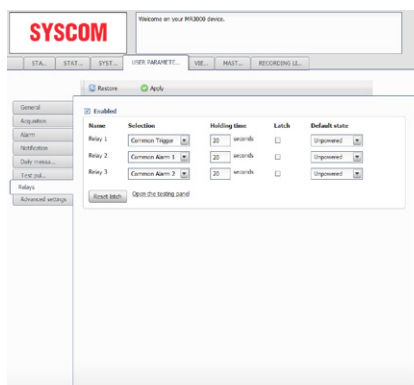 SYSCOM
Welcome on your MR3000 device.
STA... STAT... SYST... USER PARAMETE... VIE... MAST... RECORDING LI...
Restore Apply
General
Acquisition
Alarm
Notification
Daily messa...
Test pul...
Relays
Advanced settings
Enabled
Name Selection Holding time Latch Default state
Relay 1 Common Trigger 20 seconds Unpowered
Relay 2 Common Alarm 1 20 seconds Unpowered
Relay 3 Common Alarm 2 20 seconds Unpowered
Reset latch Open the testing panel